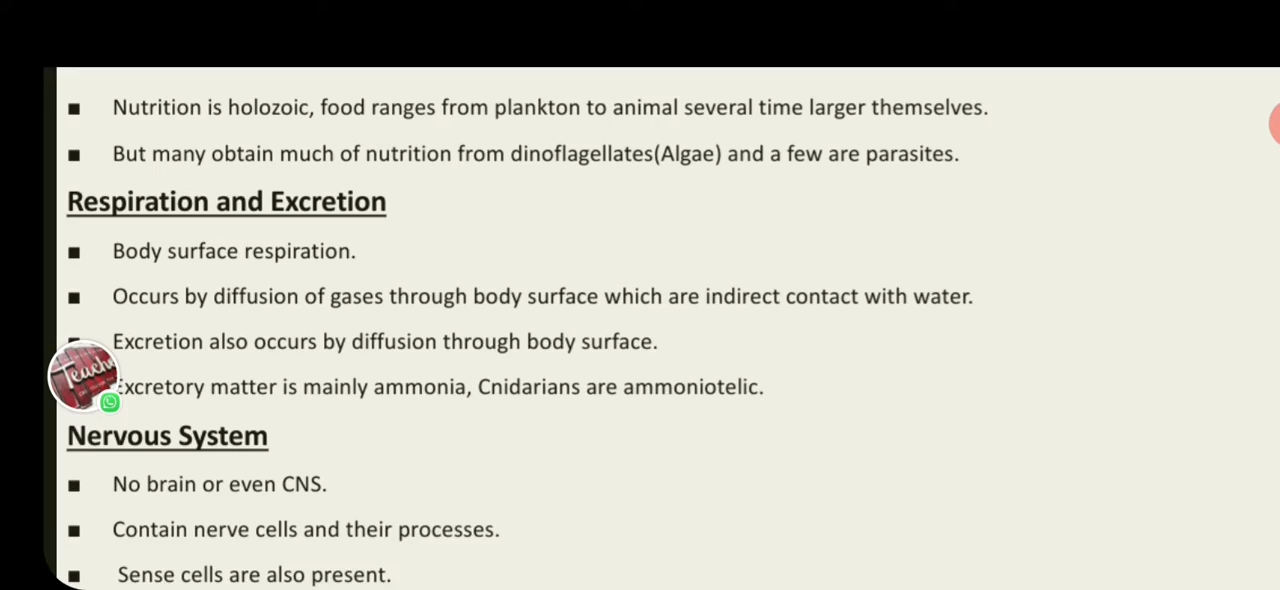 Nutrition is holozoic, food ranges from plankton to animal several time larger themselves.
But many obtain much of nutrition from dinoflagellates(Algae) and a few are parasites.
Respiration and Excretion
Body surface respiration.
Occurs by diffusion of gases through body surface which are indirect contact with water.
Excretion also occurs by diffusion through body surface.
Excretory matter is mainly ammonia, Cnidarians are ammoniotelic.
Nervous System
No brain or even CNS.
Contain nerve cells and their processes.
Sense cells are also present.